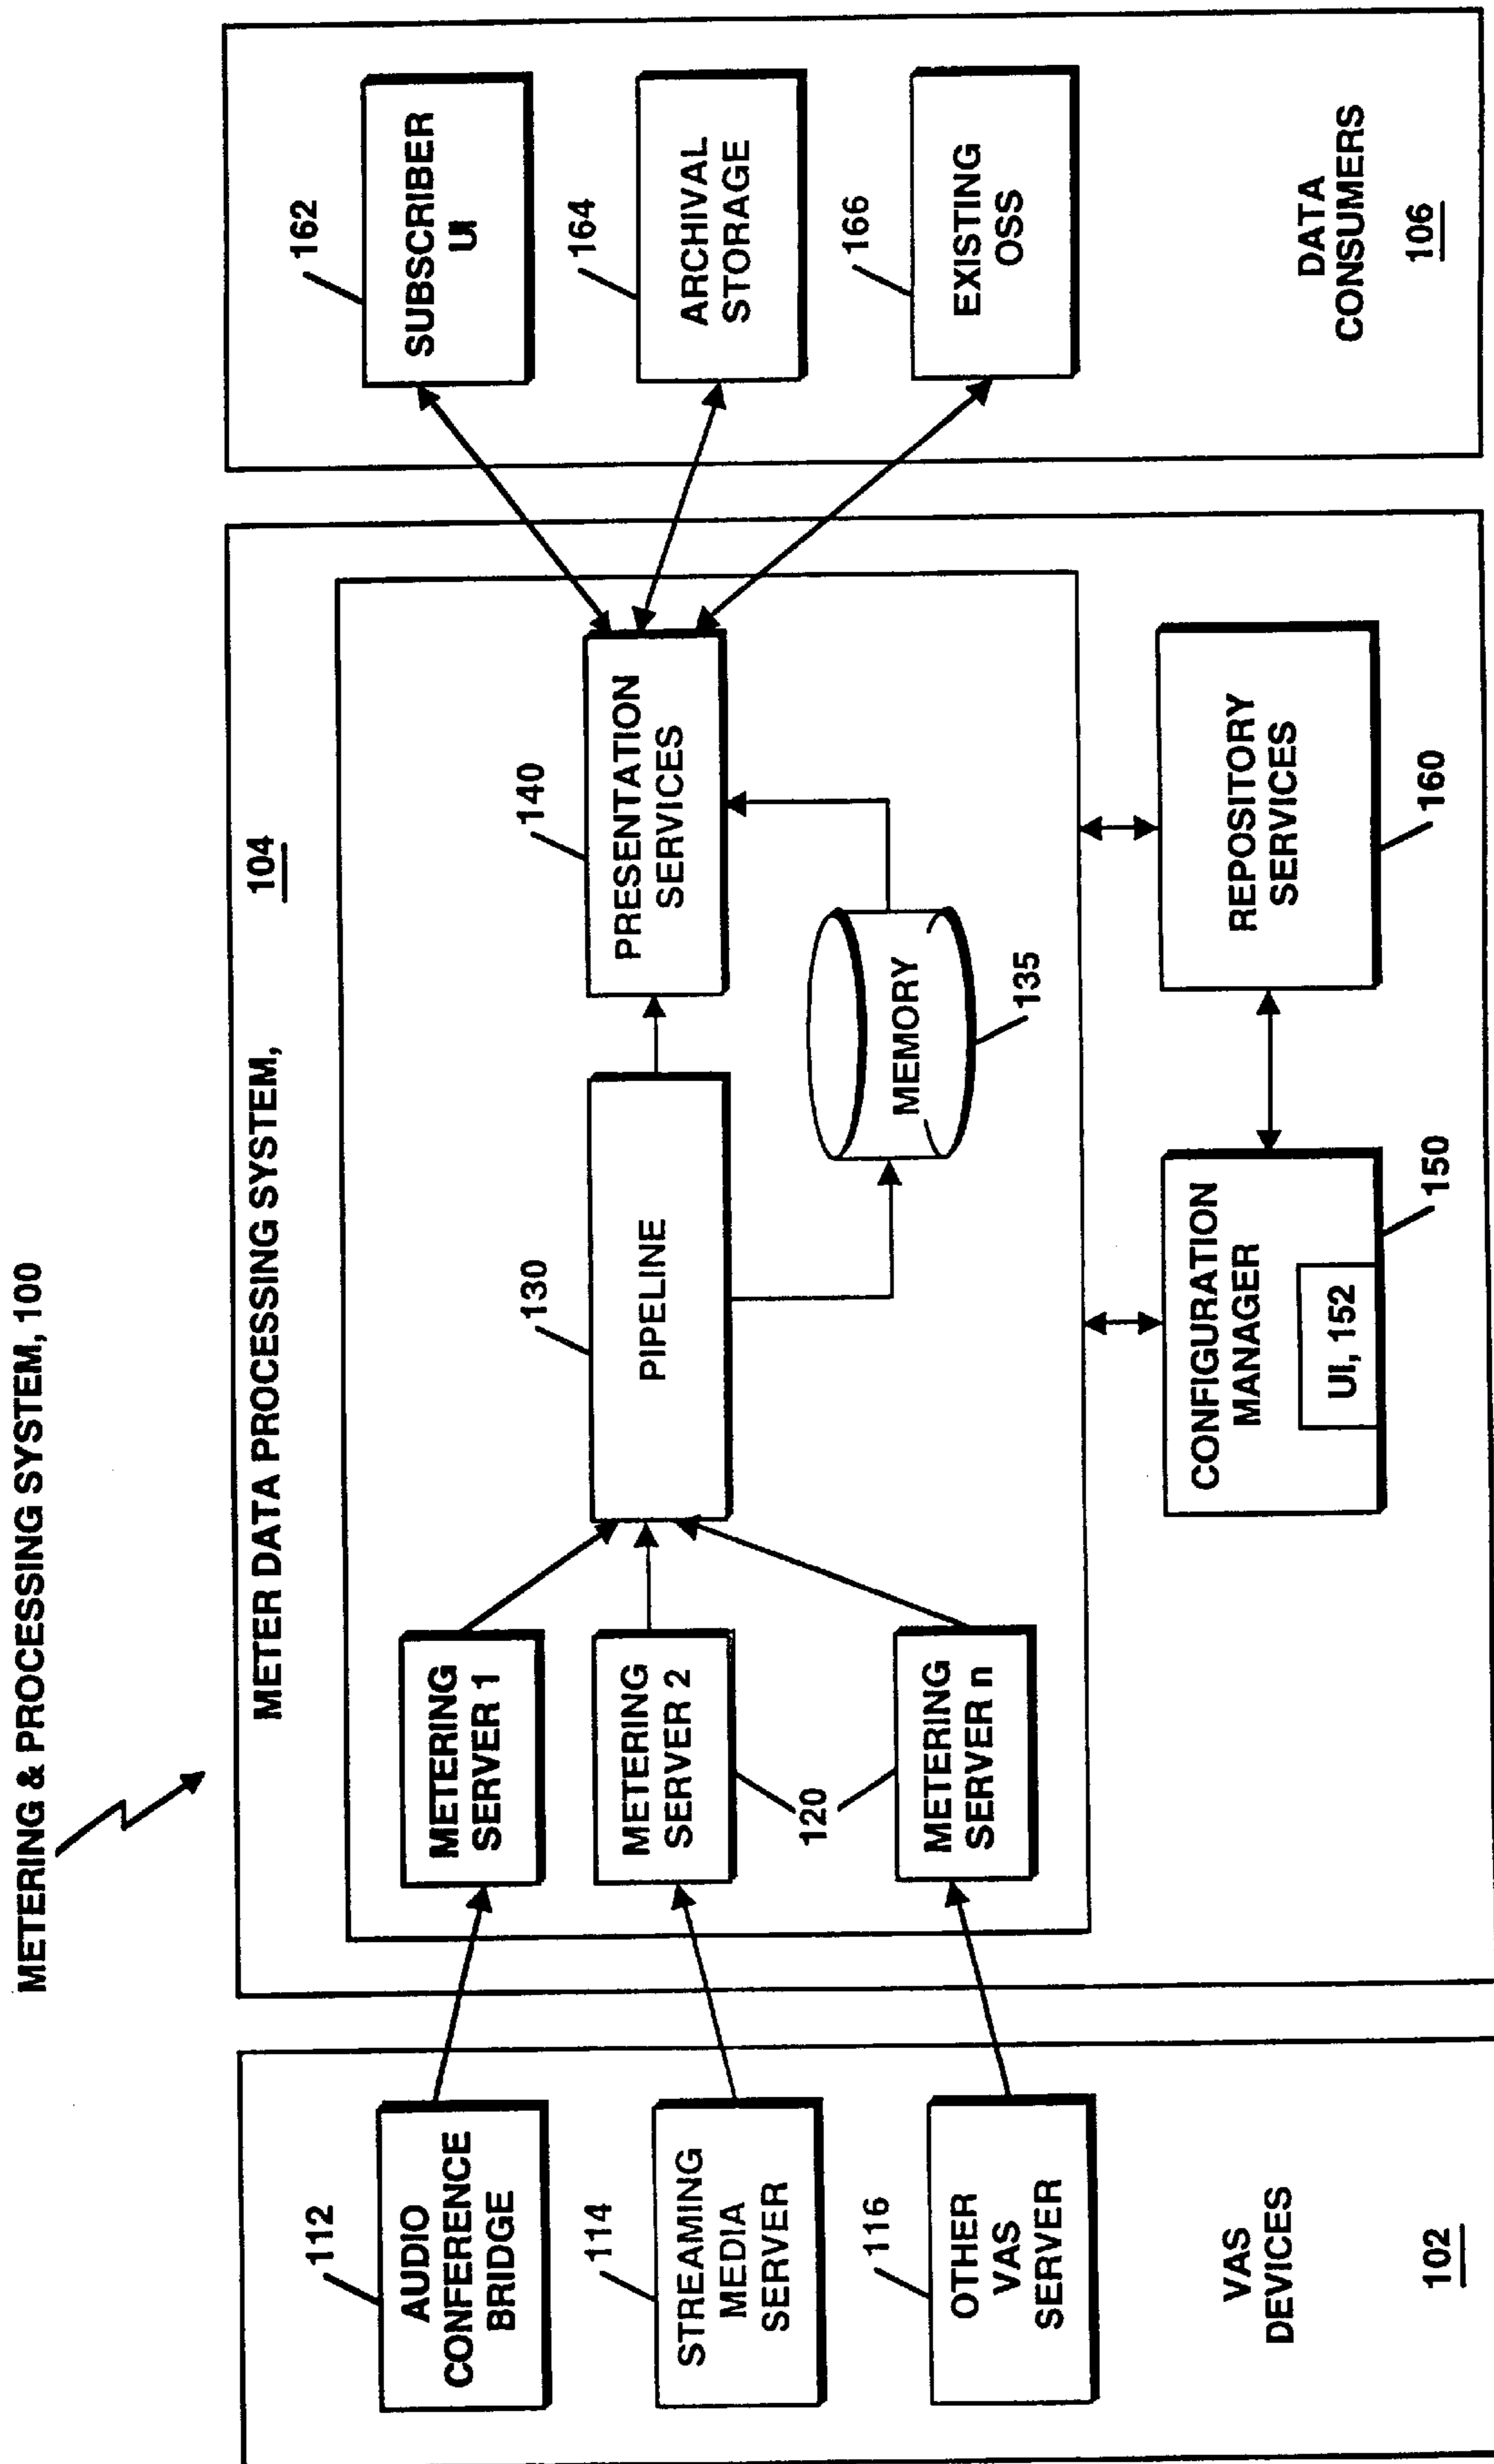 METERING & PROCESSING SYSTEM, 100
METER DATA PROCESSING SYSTEM, 104
112
AUDIO
CONFERENCE
BRIDGE
114
STREAMING
MEDIA
SERVER
116
OTHER
VAS
SERVER
VAS
DEVICES
102
METERING
SERVER 1
METERING
SERVER 2
120
METERING
SERVER n
130
PIPELINE
MEMORY
135
140
PRESENTATION
SERVICES
CONFIGURATION
MANAGER
UI, 152
150
REPOSITORY
SERVICES
160
162
SUBSCRIBER
UI
164
ARCHIVAL
STORAGE
166
EXISTING
OSS
DATA
CONSUMERS
106